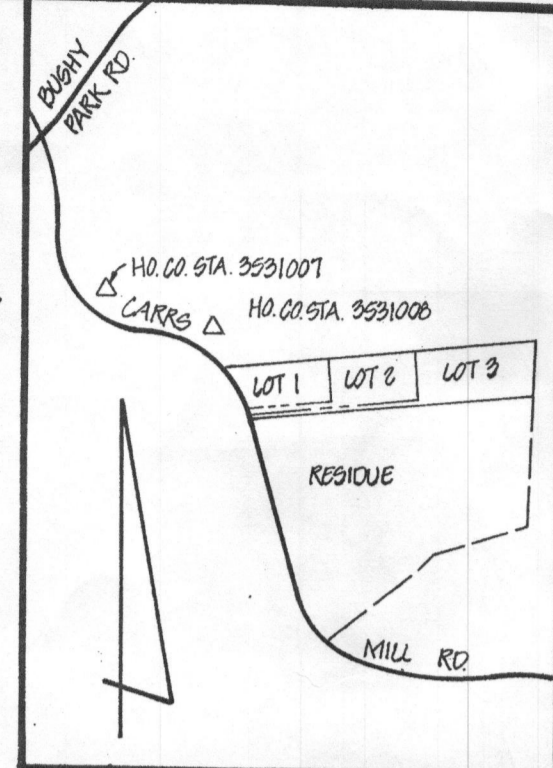 BUSHY
PARK RD.
HO. CO. STA. 3531007
CARRS
HO. CO. STA. 3531008
LOT 1
LOT 2
LOT 3
RESIDUE
MILL RD.